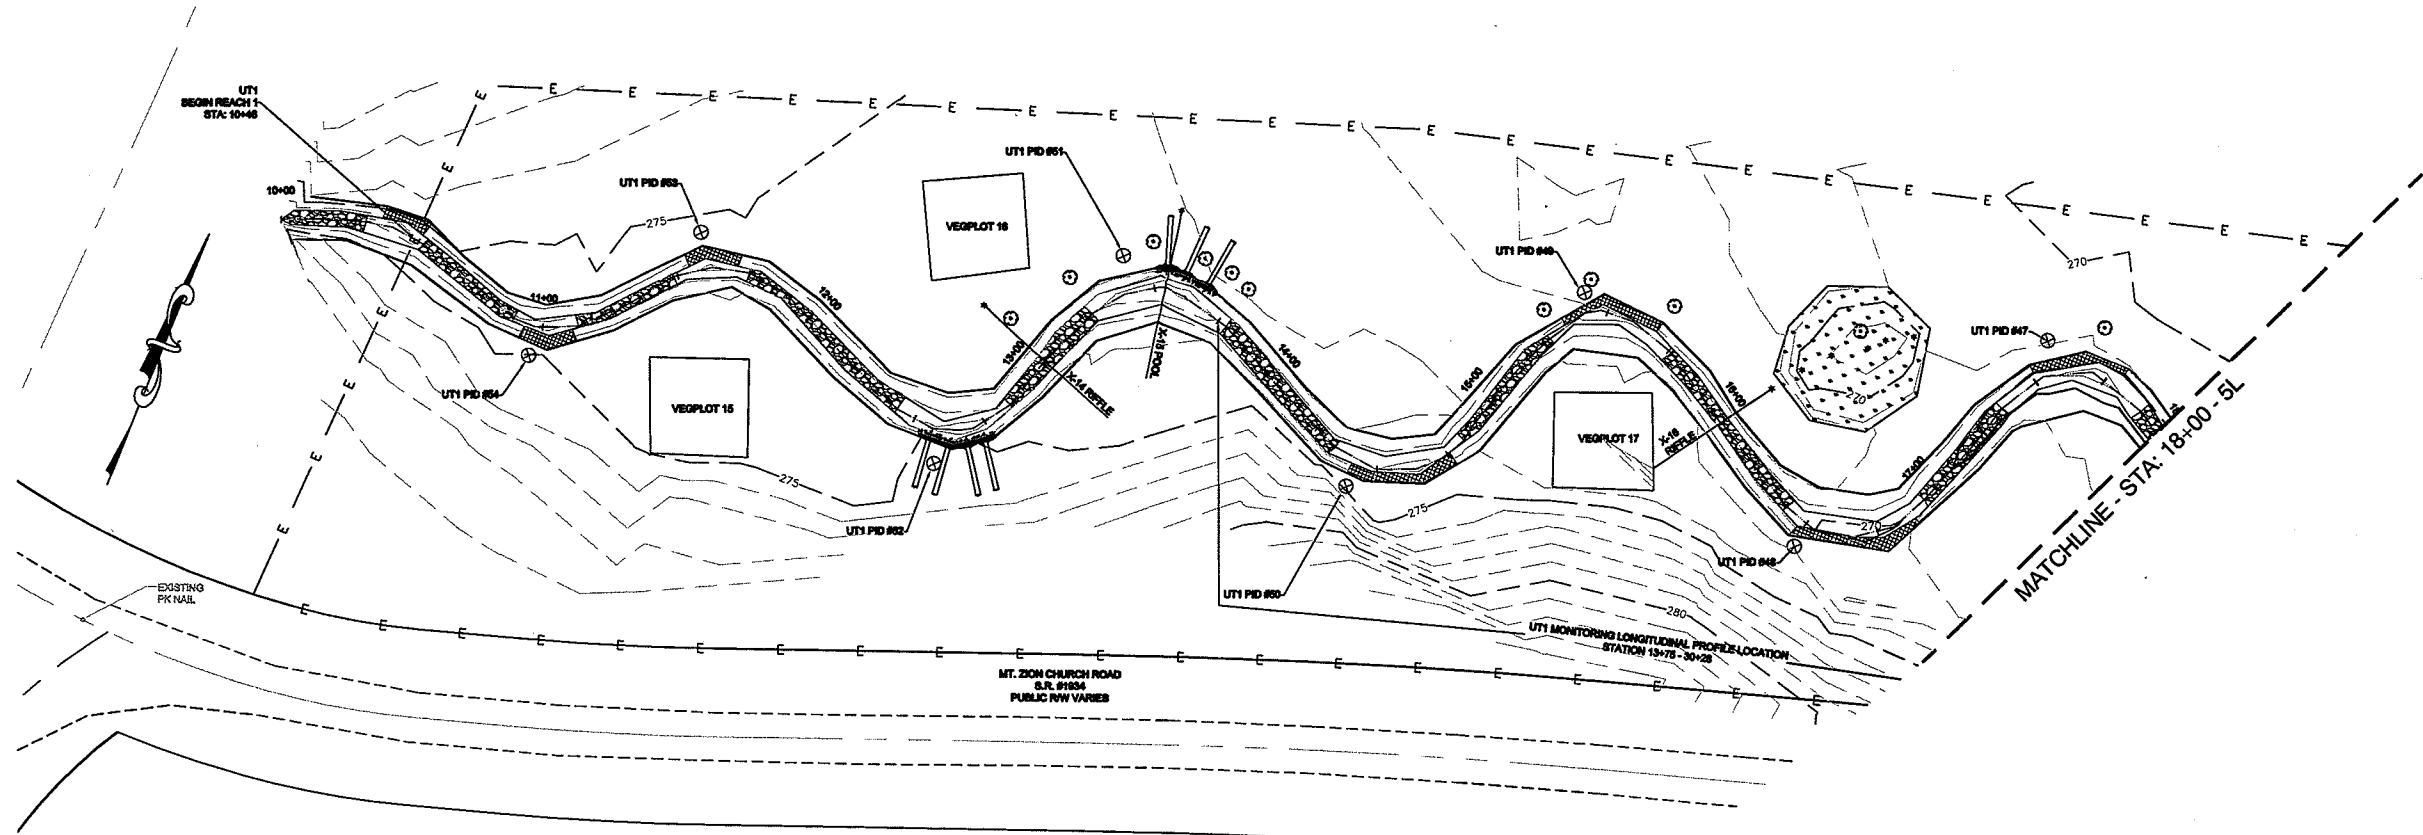 UT1
BEGIN REACH 1
STA: 10+46
10+00
UT1 PID #53
275
VEGPLOT 16
UT1 PID #51
UT1 PID #49
270
UT1 PID #47
11+00
12+00
13+00
X-14 RIFFLE
X-15 POOL
14+00
15+00
16+00
X-16
RIFFLE
270
17+00
270
UT1 PID #54
VEGPLOT 15
275
VEGPLOT 17
275
UT1 PID #52
UT1 PID #48
UT1 PID #50
280
EXISTING
PK NAIL
UT1 MONITORING LONGITUDINAL PROFILE LOCATION
STATION 13+75 - 30+28
MATCHLINE - STA: 18+00 - 5L
MT. ZION CHURCH ROAD
S.R. #1934
PUBLIC R/W VARIES
E E E E E E E E E E E E E E E E E E E E E E E
E E E E E E E
E E E E E E E E E E E E E E E E E E E E